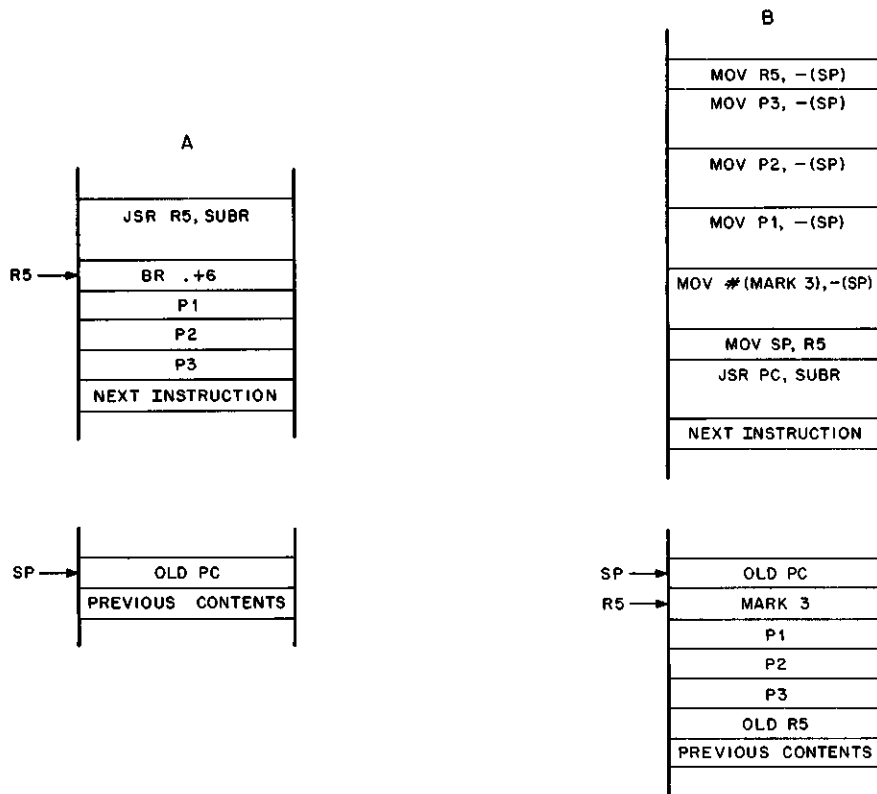 A
JSR R5, SUBR
R5
BR .+6
P1
P2
P3
NEXT INSTRUCTION
SP
OLD PC
PREVIOUS CONTENTS
B
MOV R5, -(SP)
MOV P3, -(SP)
MOV P2, -(SP)
MOV P1, -(SP)
MOV #(MARK 3),-(SP)
MOV SP, R5
JSR PC, SUBR
NEXT INSTRUCTION
SP
OLD PC
R5
MARK 3
P1
P2
P3
OLD R5
PREVIOUS CONTENTS